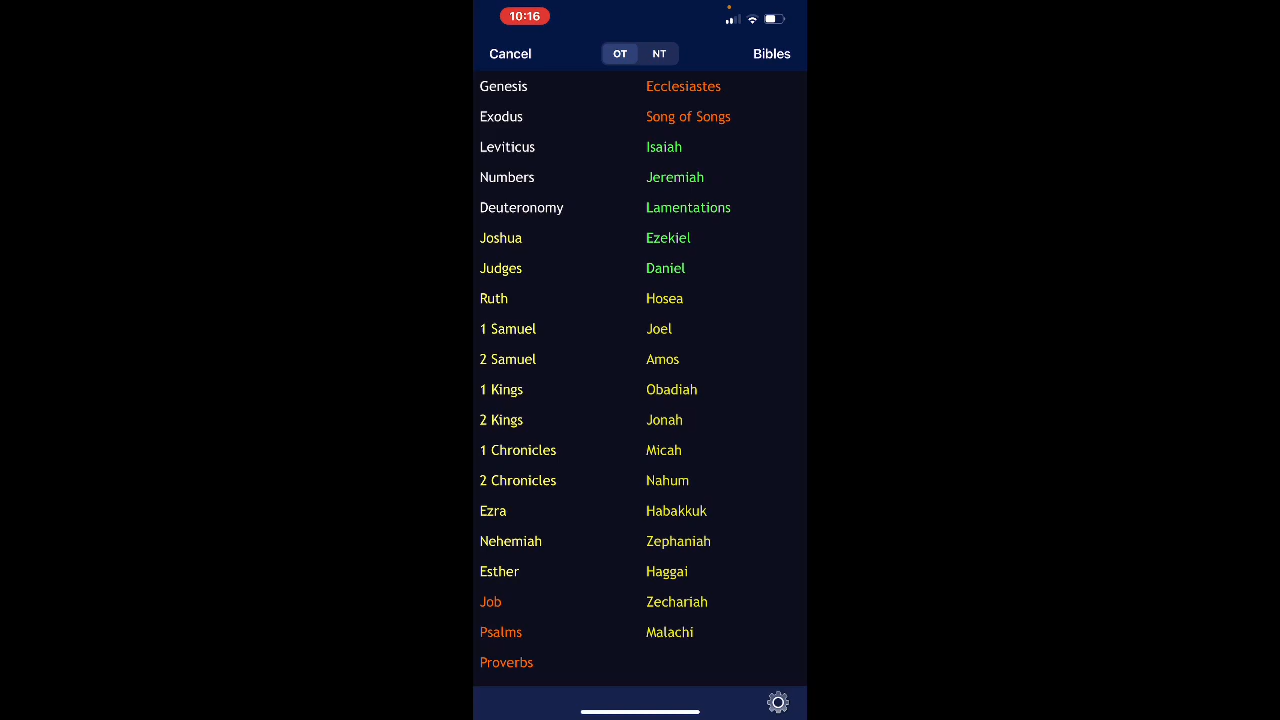 10:16
Cancel OT NT Bibles
Genesis Ecclesiastes
Exodus Song of Songs
Leviticus Isaiah
Numbers Jeremiah
Deuteronomy Lamentations
Joshua Ezekiel
Judges Daniel
Ruth Hosea
1 Samuel Joel
2 Samuel Amos
1 Kings Obadiah
2 Kings Jonah
1 Chronicles Micah
2 Chronicles Nahum
Ezra Habakkuk
Nehemiah Zephaniah
Esther Haggai
Job Zechariah
Psalms Malachi
Proverbs